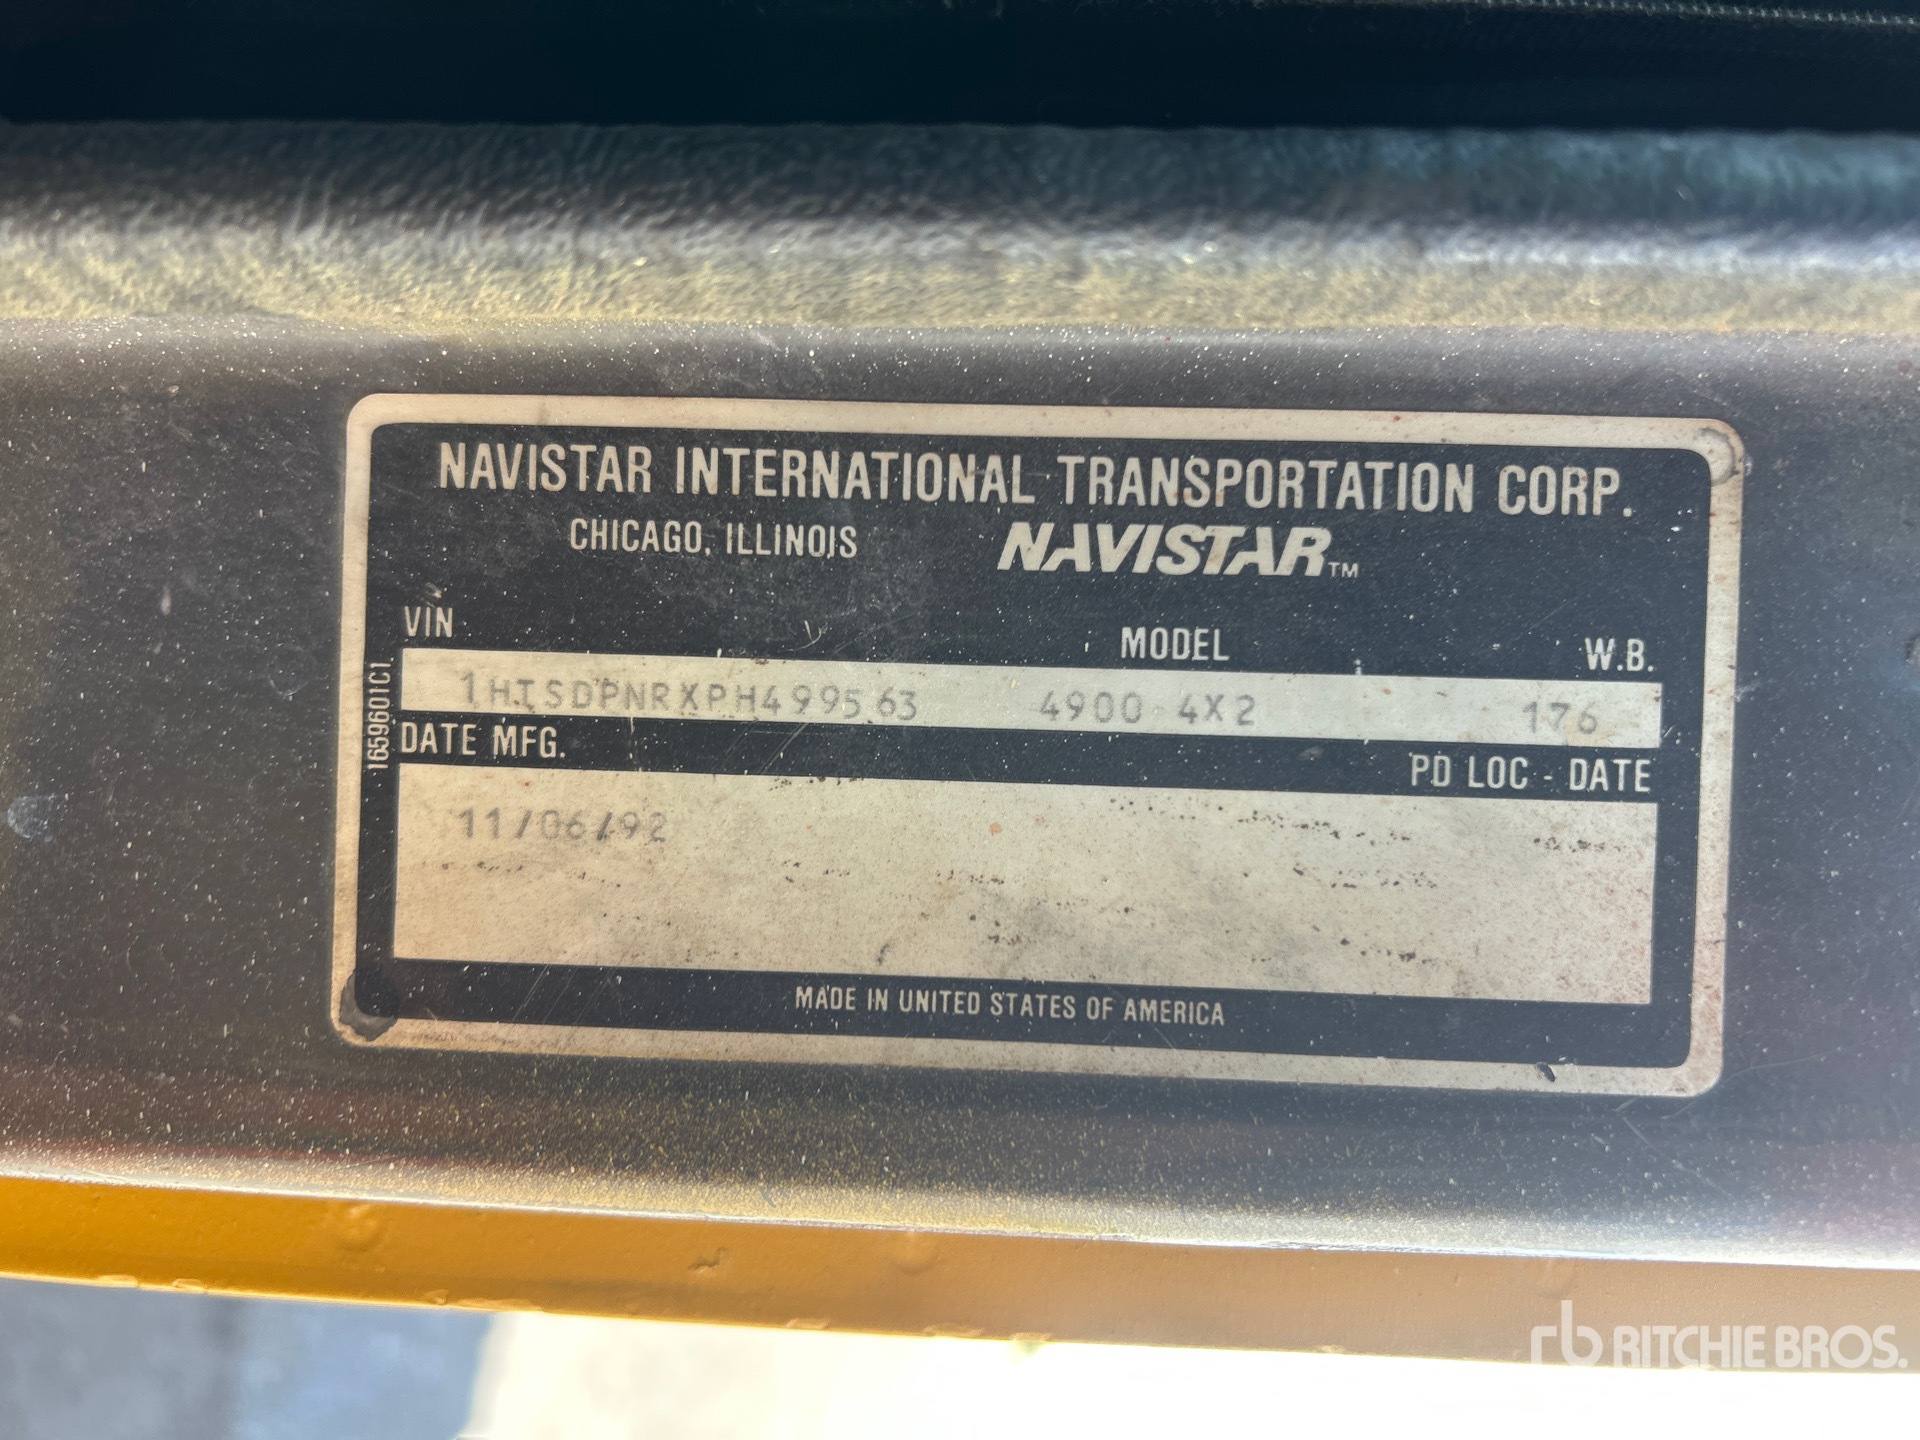 NAVISTAR INTERNATIONAL TRANSPORTATION CORP.
CHICAGO, ILLINOIS NAVISTAR™
VIN MODEL W.B.
1HTSDPNRXPH499563 4900 4X2 176
DATE MFG. PD LOC - DATE
11/06/92
MADE IN UNITED STATES OF AMERICA
1659601C1
rb RITCHIE BROS.